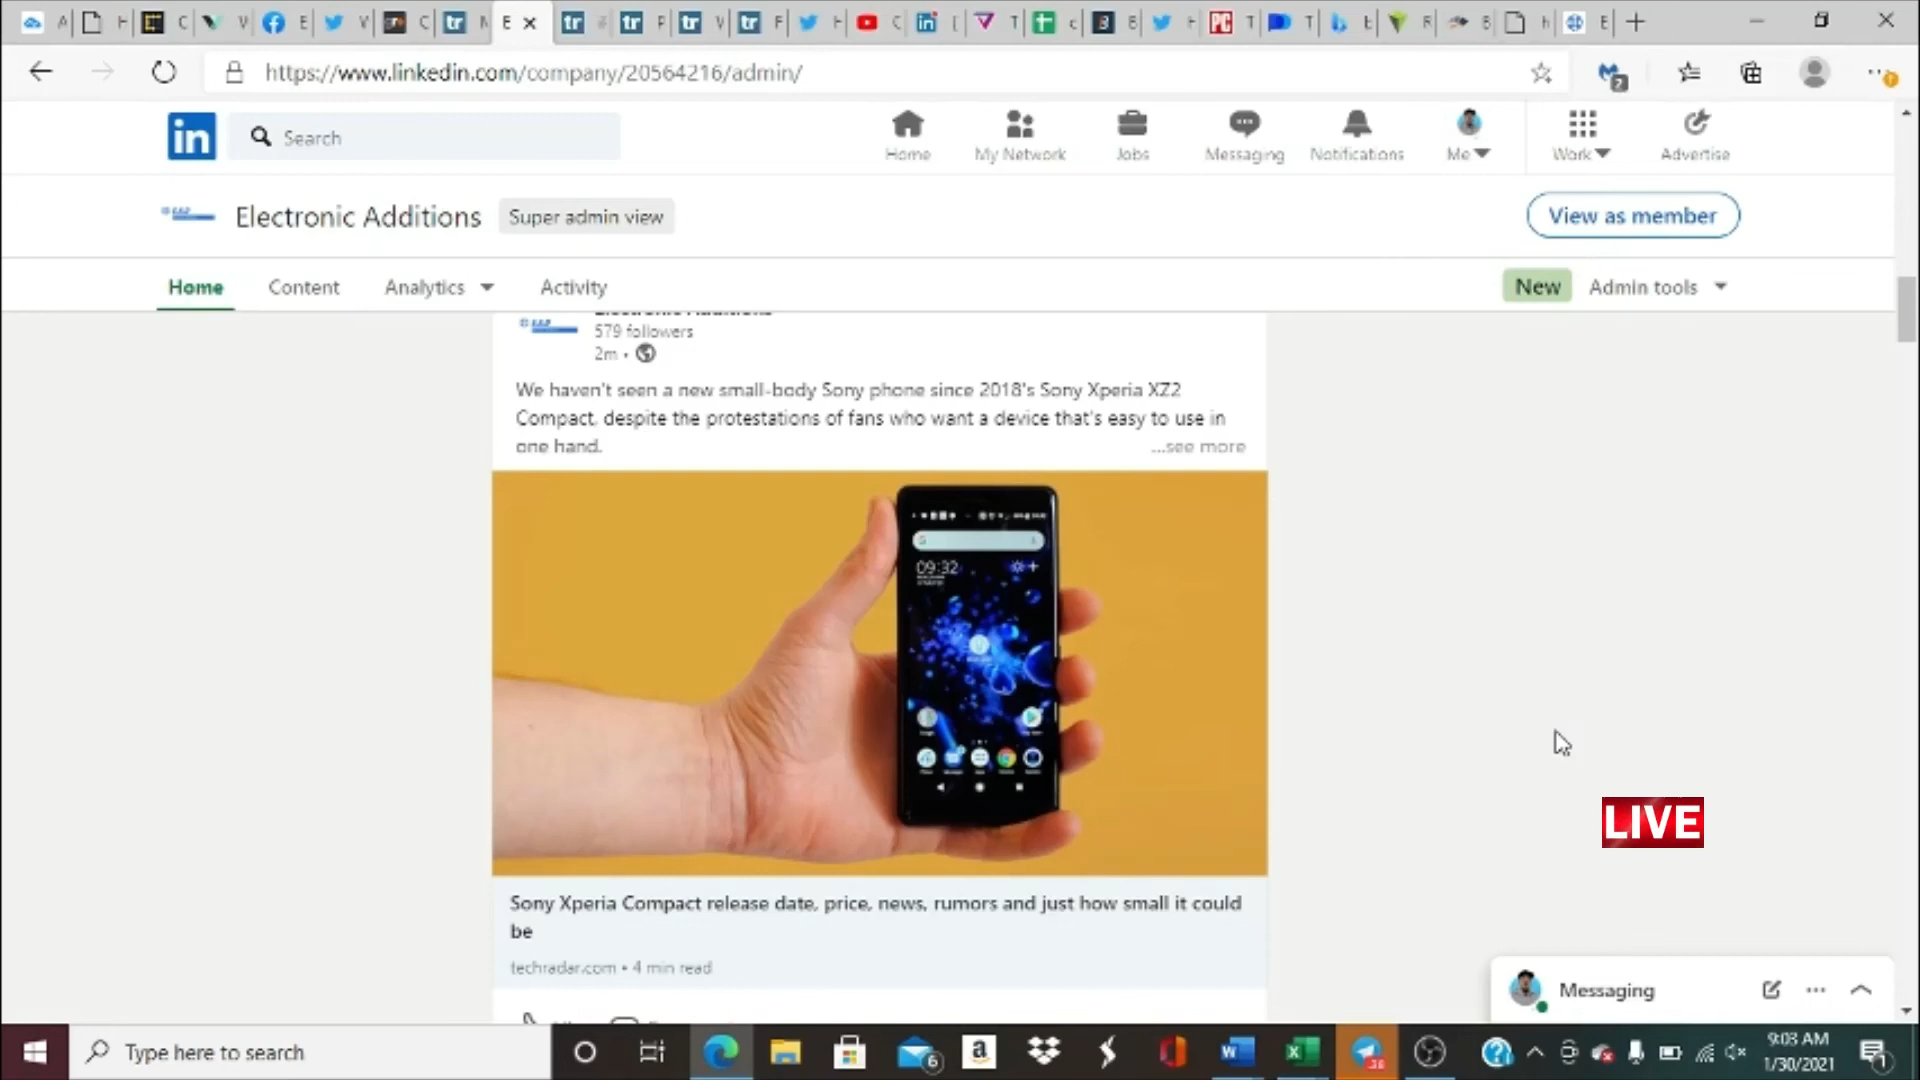 https://www.linkedin.com/company/20564216/admin/
2
in
Search
Home
My Network
Jobs
Messaging
Notifications
Me
Work
Advertise
Electronic Additions
Super admin view
View as member
Home
Content
Analytics
Activity
New
Admin tools
579 followers
2m •
We haven't seen a new small-body Sony phone since 2018's Sony Xperia XZ2
Compact, despite the protestations of fans who want a device that's easy to use in
one hand.
...see more
09:32
LIVE
Sony Xperia Compact release date, price, news, rumors and just how small it could
be
techradar.com • 4 min read
Messaging
Type here to search
6
9:03 AM
1/30/2021
1